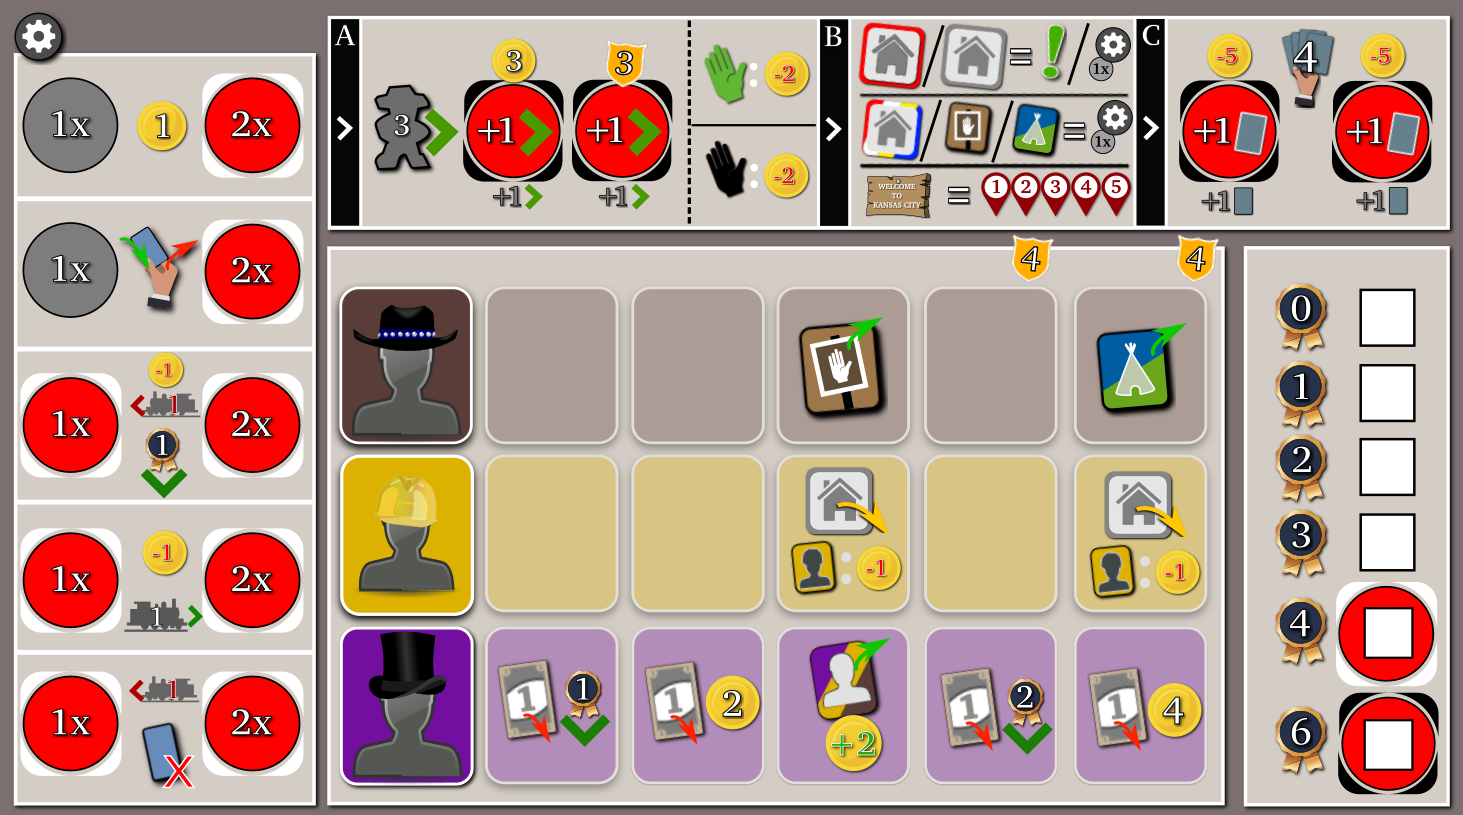 1x 1 2x
1x 2x
1x -1 1 1 2x
1x -1 1 2x
1x 1 X 2x
A
3
3 +1 +1
3 +1 +1
-2
-2
B
= ! / 1x
= 1x
WELCOME
TO
KANSAS CITY
= 1 2 3 4 5
C
-5 4 -5
+1 +1
+1 +1
4 4
-1 -1
1 1
1 2
+2
1 2
1 4
0
1
2
3
4
6